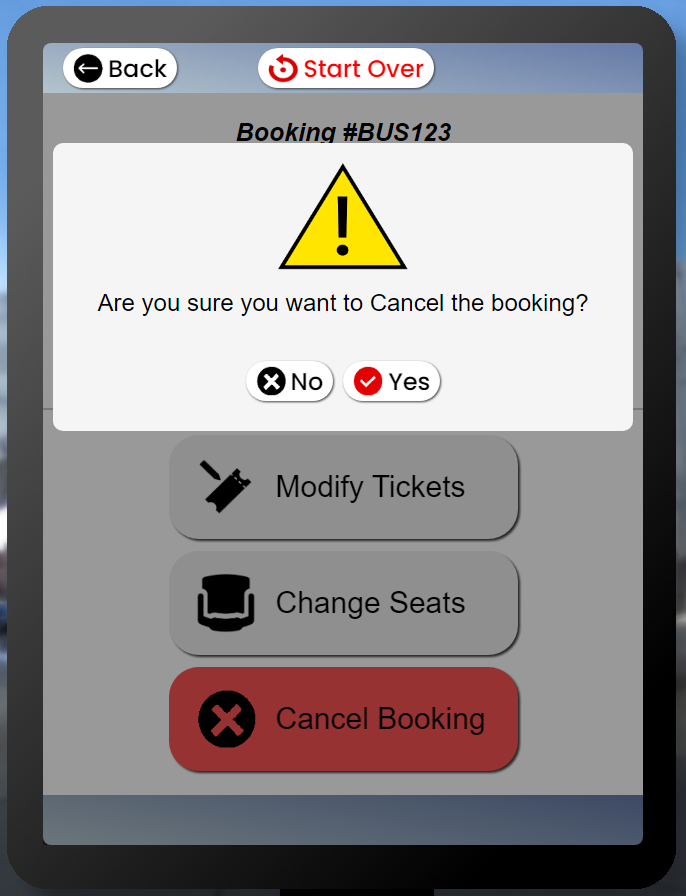 Back
Start Over
Booking #BUS123
!
Are you sure you want to Cancel the booking?
No
Yes
Modify Tickets
Change Seats
Cancel Booking